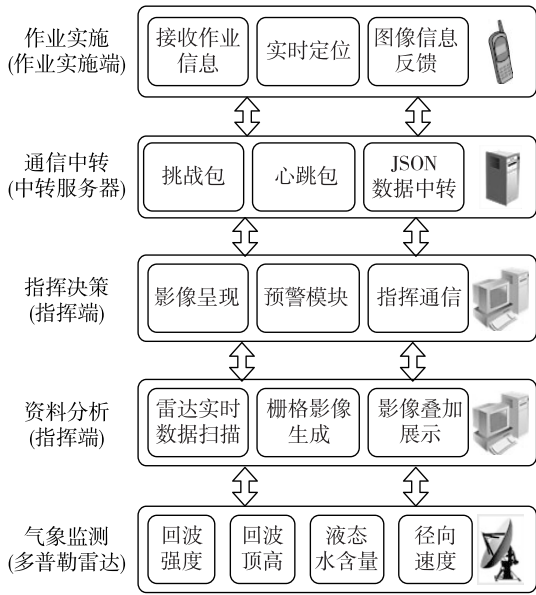 作业实施
(作业实施端)
接收作业
信息
实时定位
图像信息
反馈
通信中转
(中转服务器)
挑战包
心跳包
JSON
数据中转
指挥决策
(指挥端)
影像呈现
预警模块
指挥通信
资料分析
(指挥端)
雷达实时
数据扫描
栅格影像
生成
影像叠加
展示
气象监测
(多普勒雷达)
回波
强度
回波
顶高
液态
水含量
径向
速度